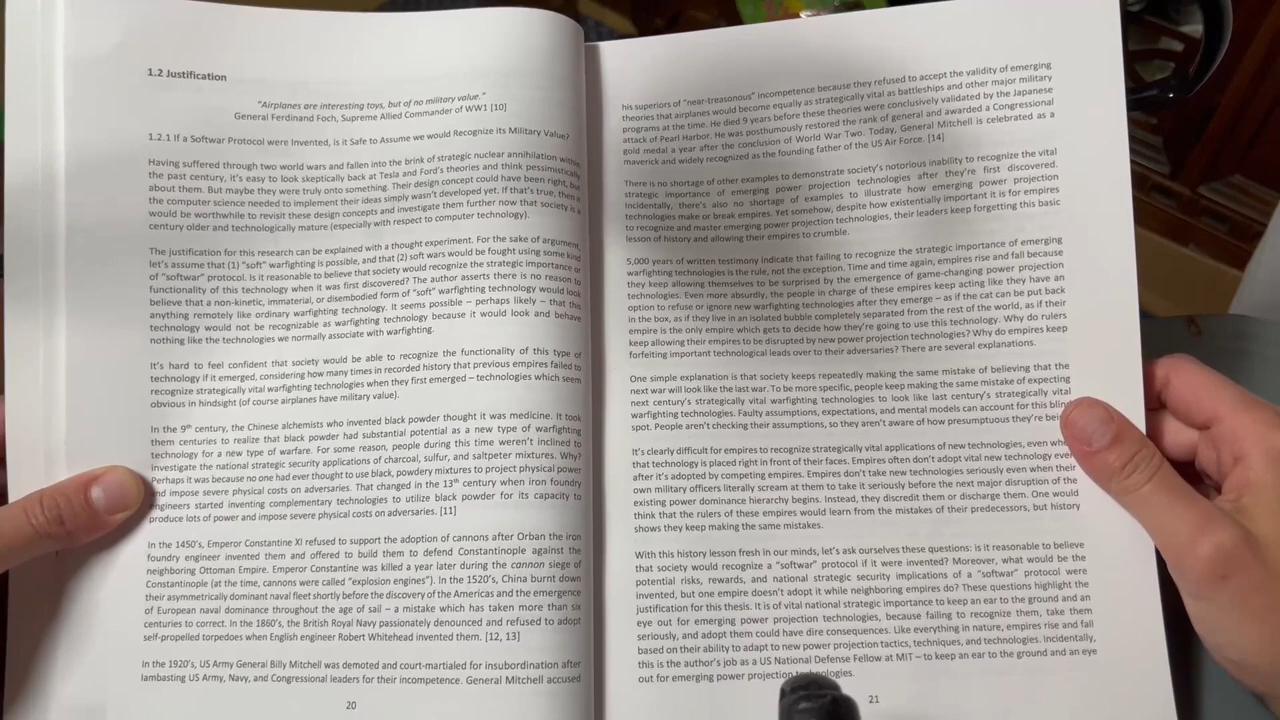 1.2 Justification
"Airplanes are interesting toys, but of no military value."
General Ferdinand Foch, Supreme Allied Commander of WW1 [10]
1.2.1 If a Softwar Protocol were Invented, is it Safe to Assume we would Recognize its Military Value?
Having suffered through two world wars and fallen into the brink of strategic nuclear annihilation within
the past century, it's easy to look skeptically back at Tesla and Ford's theories and think pessimistically
about them. But maybe they were truly onto something. Their design concept could have been right, but
the computer science needed to implement their ideas simply wasn't developed yet. If that's true, then it
would be worthwhile to revisit these design concepts and investigate them further now that society is a
century older and technologically mature (especially with respect to computer technology).
The justification for this research can be explained with a thought experiment. For the sake of argument,
let's assume that (1) "soft" warfighting is possible, and that (2) soft wars would be fought using some kind
of "softwar" protocol. Is it reasonable to believe that society would recognize the strategic importance or
functionality of this technology when it was first discovered? The author asserts there is no reason to
believe that a non-kinetic, immaterial, or disembodied form of "soft" warfighting technology would look
anything remotely like ordinary warfighting technology. It seems possible – perhaps likely – that this
technology would not be recognizable as warfighting technology because it would look and behave
nothing like the technologies we normally associate with warfighting.
It's hard to feel confident that society would be able to recognize the functionality of this type of
technology if it emerged, considering how many times in recorded history that previous empires failed to
recognize strategically vital warfighting technologies when they first emerged – technologies which seem
obvious in hindsight (of course airplanes have military value).
In the 9th century, the Chinese alchemists who invented black powder thought it was medicine. It took
them centuries to realize that black powder had substantial potential as a new type of warfighting
technology for a new type of warfare. For some reason, people during this time weren't inclined to
investigate the national strategic security applications of charcoal, sulfur, and saltpeter mixtures. Why?
Perhaps it was because no one had ever thought to use black, powdery mixtures to project physical power
and impose severe physical costs on adversaries. That changed in the 13th century when iron foundry
engineers started inventing complementary technologies to utilize black powder for its capacity to
produce lots of power and impose severe physical costs on adversaries. [11]
In the 1450's, Emperor Constantine XI refused to support the adoption of cannons after Orban the iron
foundry engineer invented them and offered to build them to defend Constantinople against the
neighboring Ottoman Empire. Emperor Constantine was killed a year later during the cannon siege of
Constantinople (at the time, cannons were called "explosion engines"). In the 1520's, China burnt down
their asymmetrically dominant naval fleet shortly before the discovery of the Americas and the emergence
of European naval dominance throughout the age of sail – a mistake which has taken more than six
centuries to correct. In the 1860's, the British Royal Navy passionately denounced and refused to adopt
self-propelled torpedoes when English engineer Robert Whitehead invented them. [12, 13]
In the 1920's, US Army General Billy Mitchell was demoted and court-martialed for insubordination after
lambasting US Army, Navy, and Congressional leaders for their incompetence. General Mitchell accused
20
his superiors of "near-treasonous" incompetence because they refused to accept the validity of emerging
theories that airplanes would become equally as strategically vital as battleships and other major military
programs at the time. He died 9 years before these theories were conclusively validated by the Japanese
attack of Pearl Harbor. He was posthumously restored the rank of general and awarded a Congressional
gold medal a year after the conclusion of World War Two. Today, General Mitchell is celebrated as a
maverick and widely recognized as the founding father of the US Air Force. [14]
There is no shortage of other examples to demonstrate society's notorious inability to recognize the vital
strategic importance of emerging power projection technologies after they're first discovered.
Incidentally, there's also no shortage of examples to illustrate how emerging power projection
technologies make or break empires. Yet somehow, despite how existentially important it is for empires
to recognize and master emerging power projection technologies, their leaders keep forgetting this basic
lesson of history and allowing their empires to crumble.
5,000 years of written testimony indicate that failing to recognize the strategic importance of emerging
warfighting technologies is the rule, not the exception. Time and time again, empires rise and fall because
they keep allowing themselves to be surprised by the emergence of game-changing power projection
technologies. Even more absurdly, the people in charge of these empires keep acting like they have an
option to refuse or ignore new warfighting technologies after they emerge – as if the cat can be put back
in the box, as if they live in an isolated bubble completely separated from the rest of the world, as if their
empire is the only empire which gets to decide how they're going to use this technology. Why do rulers
keep allowing their empires to be disrupted by new power projection technologies? Why do empires keep
forfeiting important technological leads over to their adversaries? There are several explanations.
One simple explanation is that society keeps repeatedly making the same mistake of believing that the
next war will look like the last war. To be more specific, people keep making the same mistake of expecting
next century's strategically vital warfighting technologies to look like last century's strategically vital
warfighting technologies. Faulty assumptions, expectations, and mental models can account for this blind
spot. People aren't checking their assumptions, so they aren't aware of how presumptuous they're being
It's clearly difficult for empires to recognize strategically vital applications of new technologies, even when
that technology is placed right in front of their faces. Empires often don't adopt vital new technology even
after it's adopted by competing empires. Empires don't take new technologies seriously even when their
own military officers literally scream at them to take it seriously before the next major disruption of the
existing power dominance hierarchy begins. Instead, they discredit them or discharge them. One would
think that the rulers of these empires would learn from the mistakes of their predecessors, but history
shows they keep making the same mistakes.
With this history lesson fresh in our minds, let's ask ourselves these questions: is it reasonable to believe
that society would recognize a "softwar" protocol if it were invented? Moreover, what would be the
potential risks, rewards, and national strategic security implications of a "softwar" protocol were
invented, but one empire doesn't adopt it while neighboring empires do? These questions highlight the
justification for this thesis. It is of vital national strategic importance to keep an ear to the ground and an
eye out for emerging power projection technologies, because failing to recognize them, take them
seriously, and adopt them could have dire consequences. Like everything in nature, empires rise and fall
based on their ability to adapt to new power projection tactics, techniques, and technologies. Incidentally,
this is the author's job as a US National Defense Fellow at MIT – to keep an ear to the ground and an eye
out for emerging power projection technologies.
21